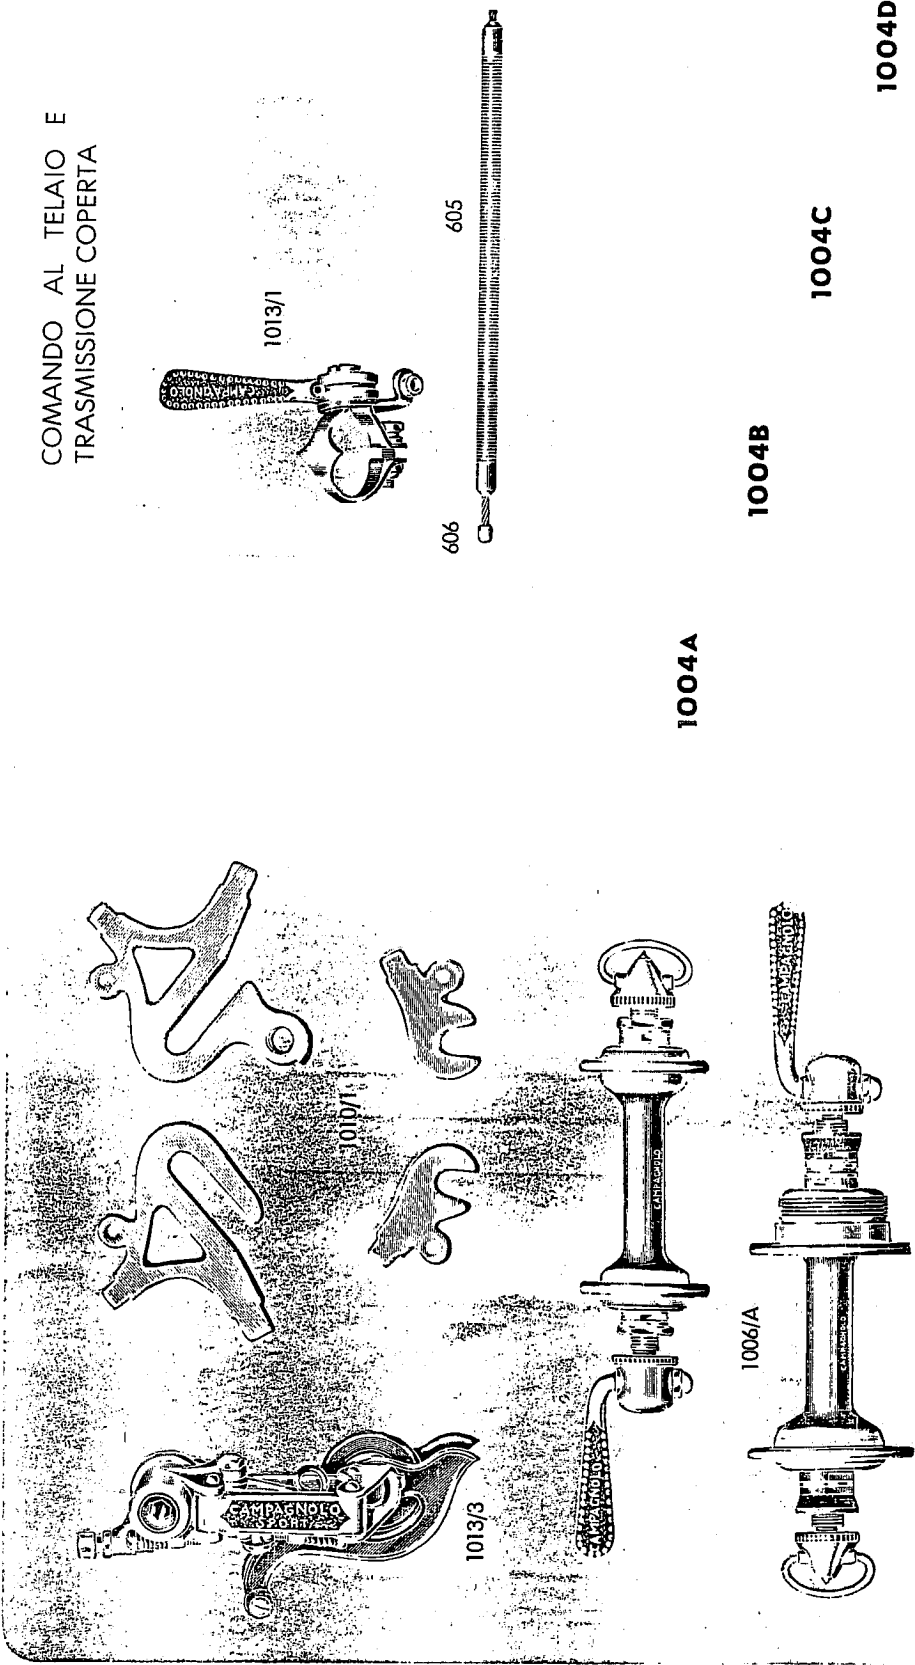 COMANDO AL TELAIO E
TRASMISSIONE COPERTA
CAMPAGNOLO
1013/1
606
605
1004A
1004B
1004C
1004D
1010/1
CAMPAGNOLO
1013/3
CAMPAGNOLO
CAMPAGNOLO
1006/A
CAMPAGNOLO
CAMPAGNOLO